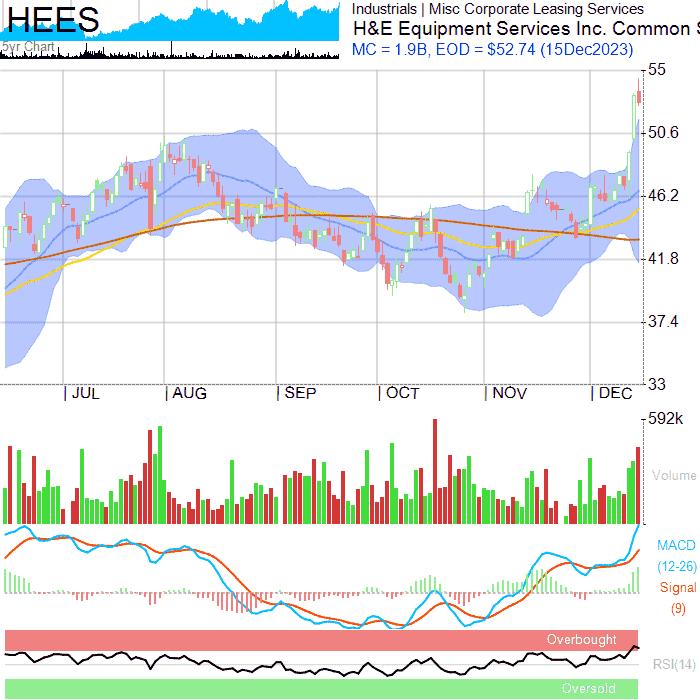 HEES
5yr Chart
Industrials | Misc Corporate Leasing Services
H&E Equipment Services Inc. Common S
MC = 1.9B, EOD = $52.74 (15Dec2023)
55
50.6
46.2
41.8
37.4
33
| JUL | AUG | SEP | OCT | NOV | DEC
592k
Volume
MACD
(12-26)
Signal
(9)
Overbought
RSI(14)
Oversold